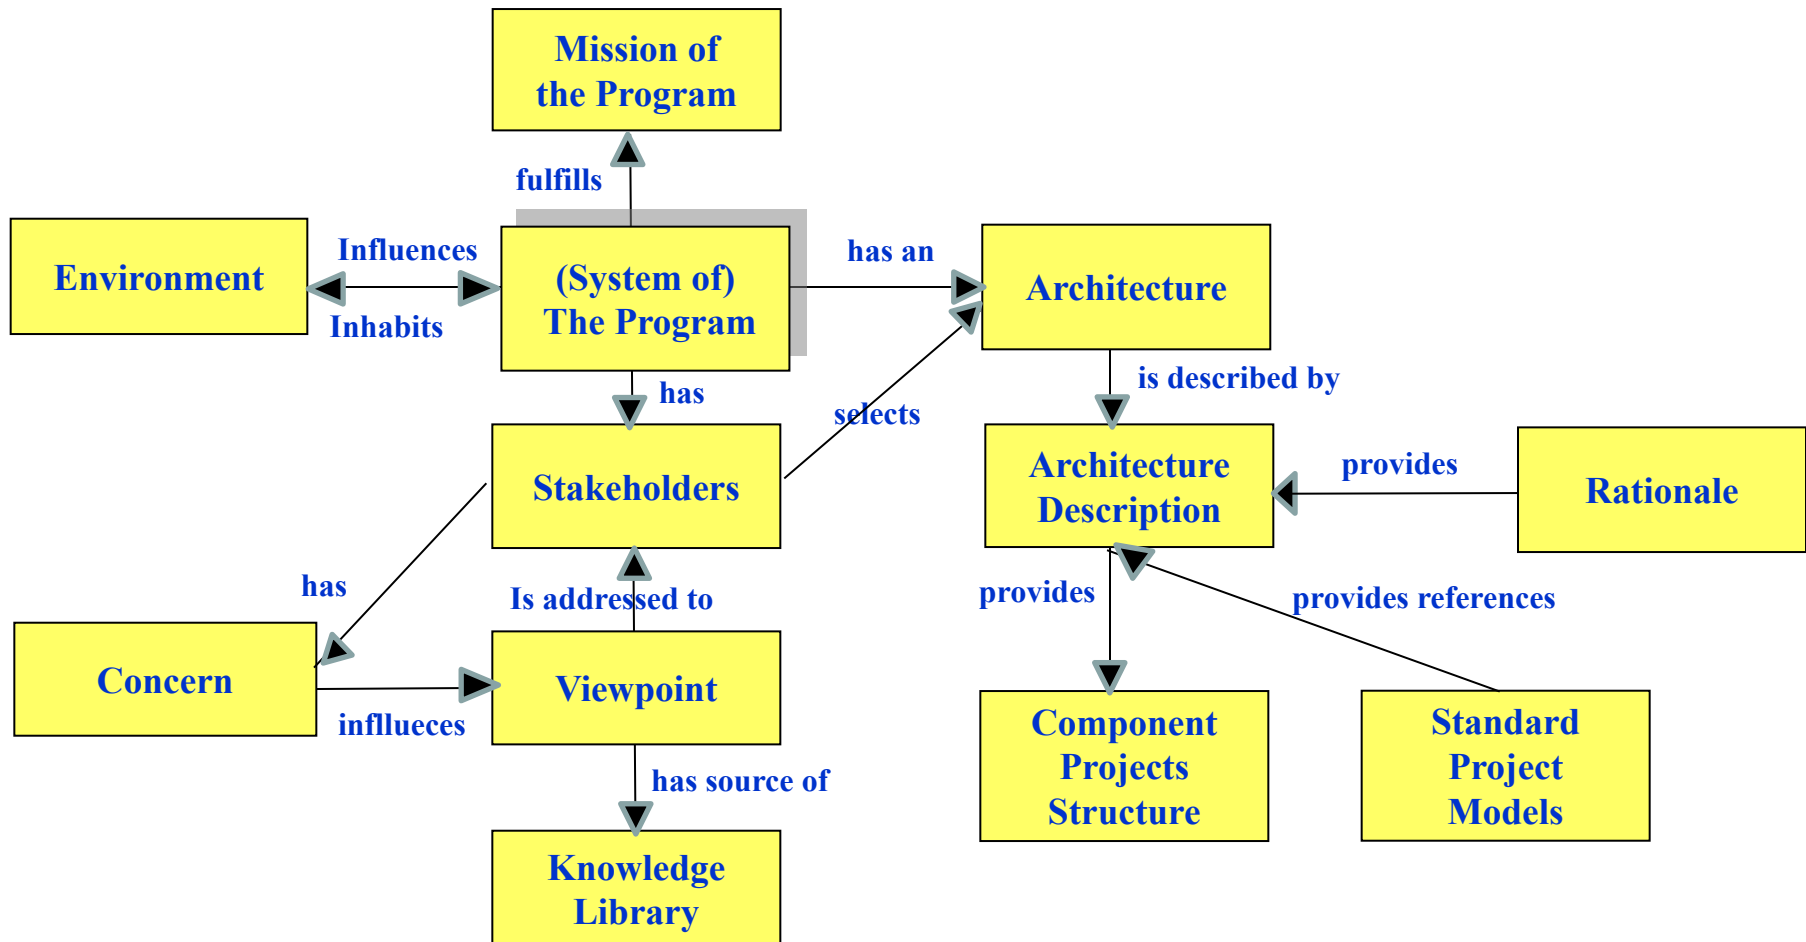 Mission of
the Program
fulfills
Environment
Influences
Inhabits
(System of)
The Program
has an
Architecture
has
selects
is described by
Stakeholders
Architecture
Description
provides
Rationale
has
Is addressed to
provides
provides references
Concern
infllueces
Viewpoint
Component
Projects
Structure
Standard
Project
Models
has source of
Knowledge
Library